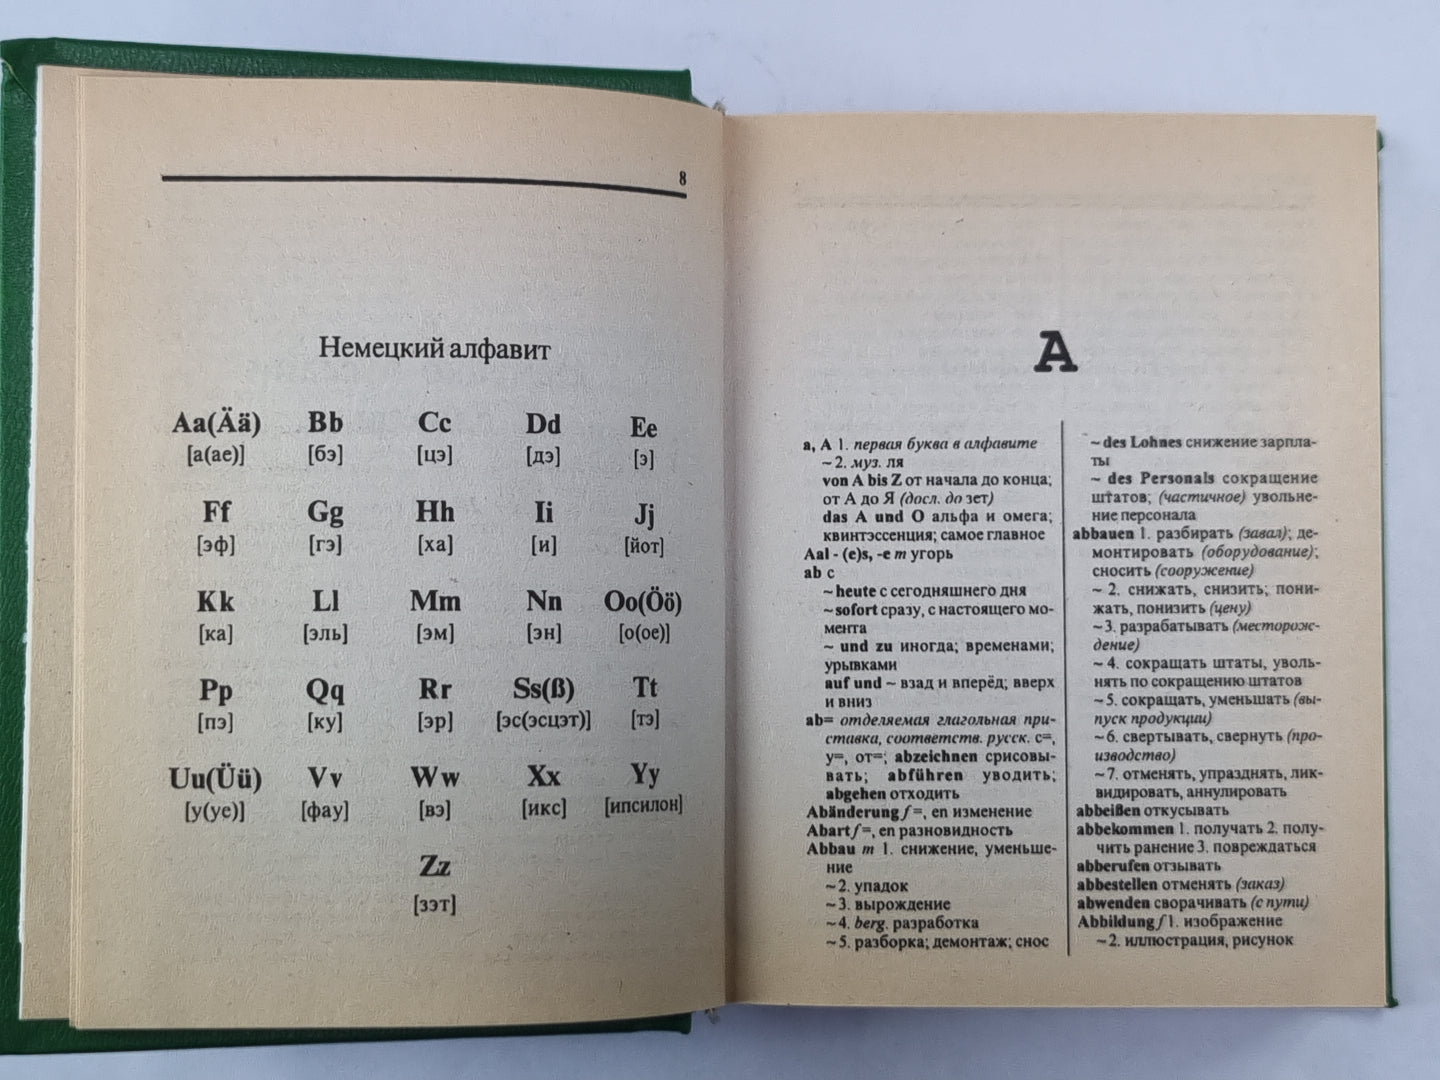 8
Немецкий алфавит
Aa(Ää) Bb Cc Dd Ee
[а(ае)] [бэ] [цэ] [дэ] [э]
Ff Gg Hh Ii Jj
[эф] [гэ] [ха] [и] [йот]
Kk Ll Mm Nn Oo(Öö)
[ка] [эль] [эм] [эн] [о(ое)]
Pp Qq Rr Ss(ß) Tt
[пэ] [ку] [эр] [эс(эсцэт)] [тэ]
Uu(Üü) Vv Ww Xx Yy
[у(уе)] [фау] [вэ] [икс] [ипсилон]
Zz
[зэт]
A
a, A 1. первая буква в алфавите
~ 2. муз. ля
von A bis Z от начала до конца;
от А до Я (досл. до зет)
das A und O альфа и омега;
квинтэссенция; самое главное
Aal - (e)s, -e m угорь
ab с
~ heute с сегодняшнего дня
~ sofort сразу, с настоящего мо-
мента
~ und zu иногда; временами;
урывками
auf und ~ взад и вперёд; вверх
и вниз
ab= отделяемая глагольная при-
ставка, соответств. русск. с=,
у=, от=; abzeichnen срисовы-
вать; abführen уводить;
abgehen отходить
Abänderung f =, en изменение
Abart f =, en разновидность
Abbau m 1. снижение, уменьше-
ние
~ 2. упадок
~ 3. вырождение
~ 4. berg. разработка
~ 5. разборка; демонтаж; снос
~ des Lohnes снижение зарпла-
ты
~ des Personals сокращение
штатов; (частичное) увольне-
ние персонала
abbauen 1. разбирать (завал); де-
монтировать (оборудование);
сносить (сооружение)
~ 2. снижать, снизить; пони-
жать, понизить (цену)
~ 3. разрабатывать (месторож-
дение)
~ 4. сокращать штаты, уволь-
нять по сокращению штатов
~ 5. сокращать, уменьшать (вы-
пуск продукции)
~ 6. свертывать, свернуть (про-
изводство)
~ 7. отменять, упразднять, лик-
видировать, аннулировать
abbeißen откусывать
abbekommen 1. получать 2. полу-
чить ранение 3. повреждаться
abberufen отзывать
abbestellen отменять (заказ)
abwenden сворачивать (с пути)
Abbildung f 1. изображение
~ 2. иллюстрация, рисунок